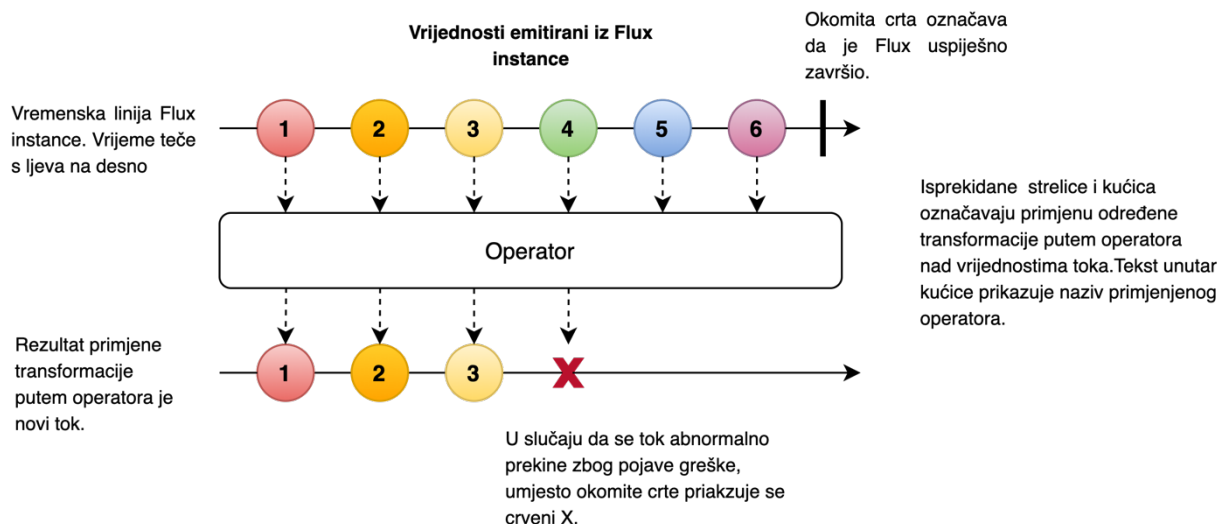 Vrijednosti emitirani iz Flux
instance
Okomita crta označava
da je Flux uspiješno
završio.
Vremenska linija Flux
instance. Vrijeme teče
s ljeva na desno
1 2 3 4 5 6
Isprekidane strelice i kućica
označavaju primjenu određene
transformacije putem operatora
nad vrijednostima toka.Tekst unutar
kućice prikazuje naziv primjenjenog
operatora.
Operator
Rezultat primjene
transformacije
putem operatora je
novi tok.
1 2 3 X
U slučaju da se tok abnormalno
prekine zbog pojave greške,
umjesto okomite crte priakzuje se
crveni X.